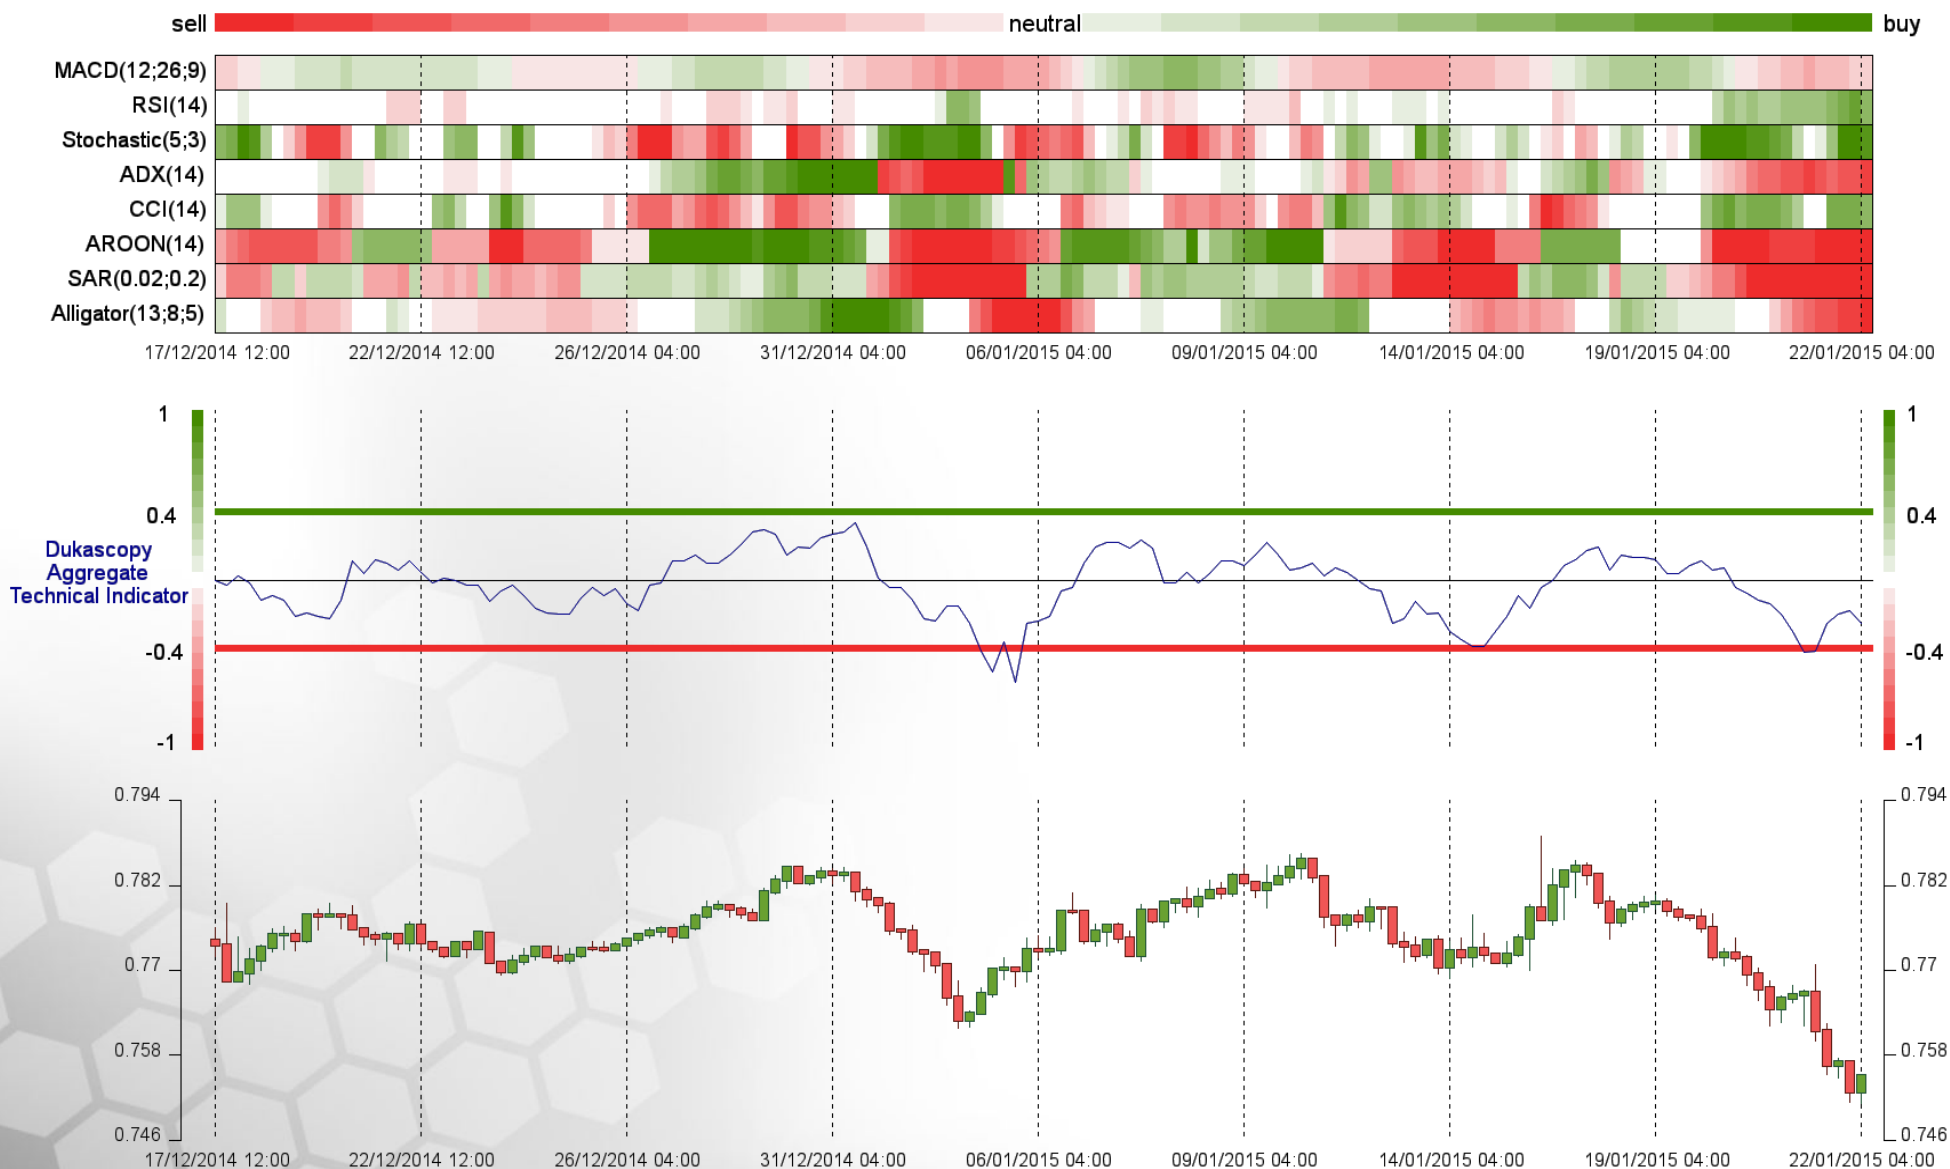 sell neutral buy
MACD(12;26;9)
RSI(14)
Stochastic(5;3)
ADX(14)
CCI(14)
AROON(14)
SAR(0.02;0.2)
Alligator(13;8;5)
17/12/2014 12:00 22/12/2014 12:00 26/12/2014 04:00 31/12/2014 04:00 06/01/2015 04:00 09/01/2015 04:00 14/01/2015 04:00 19/01/2015 04:00 22/01/2015 04:00
1 1
0.4 0.4
Dukascopy
Aggregate
Technical Indicator
-0.4 -0.4
-1 -1
0.794 0.794
0.782 0.782
0.77 0.77
0.758 0.758
0.746 0.746
17/12/2014 12:00 22/12/2014 12:00 26/12/2014 04:00 31/12/2014 04:00 06/01/2015 04:00 09/01/2015 04:00 14/01/2015 04:00 19/01/2015 04:00 22/01/2015 04:00